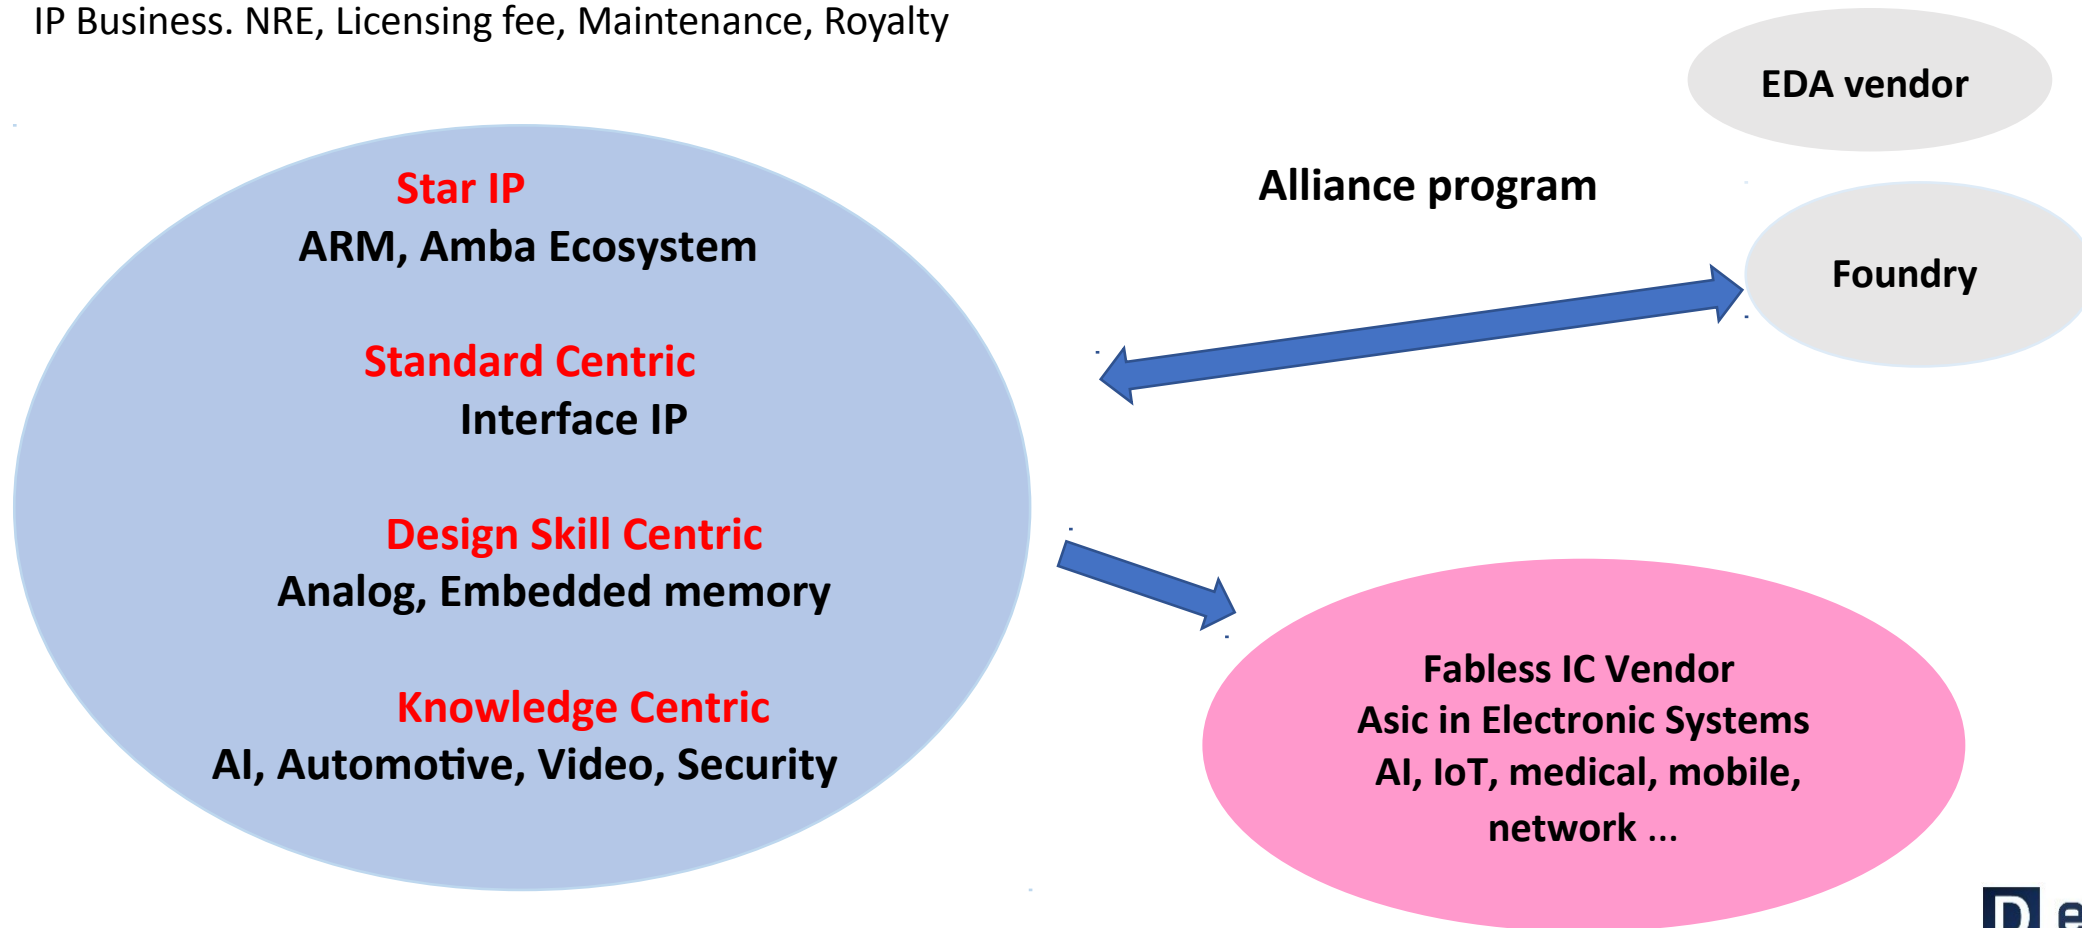 IP Business. NRE, Licensing fee, Maintenance, Royalty
EDA vendor
Alliance program
Foundry
Star IP
ARM, Amba Ecosystem
Standard Centric
Interface IP
Design Skill Centric
Analog, Embedded memory
Knowledge Centric
AI, Automotive, Video, Security
Fabless IC Vendor
Asic in Electronic Systems
AI, IoT, medical, mobile,
network ...